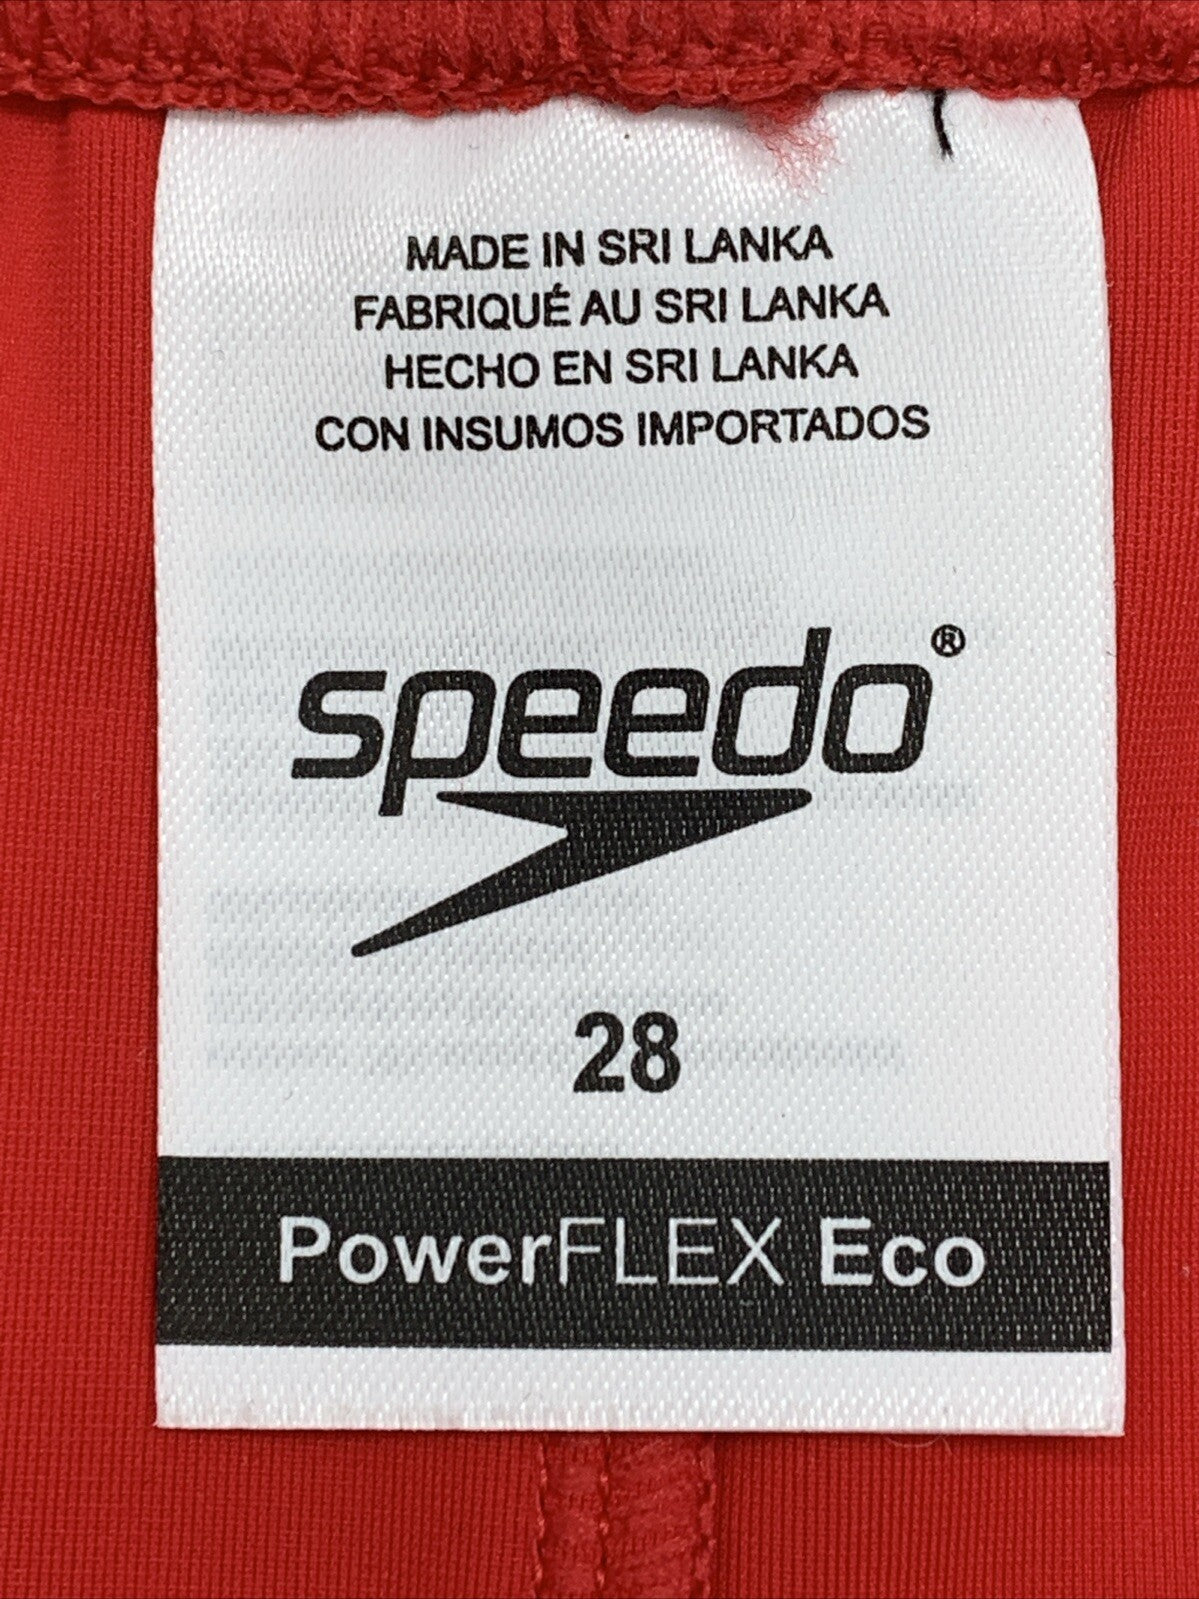 MADE IN SRI LANKA
FABRIQUÉ AU SRI LANKA
HECHO EN SRI LANKA
CON INSUMOS IMPORTADOS
speedo®
28
PowerFLEX Eco